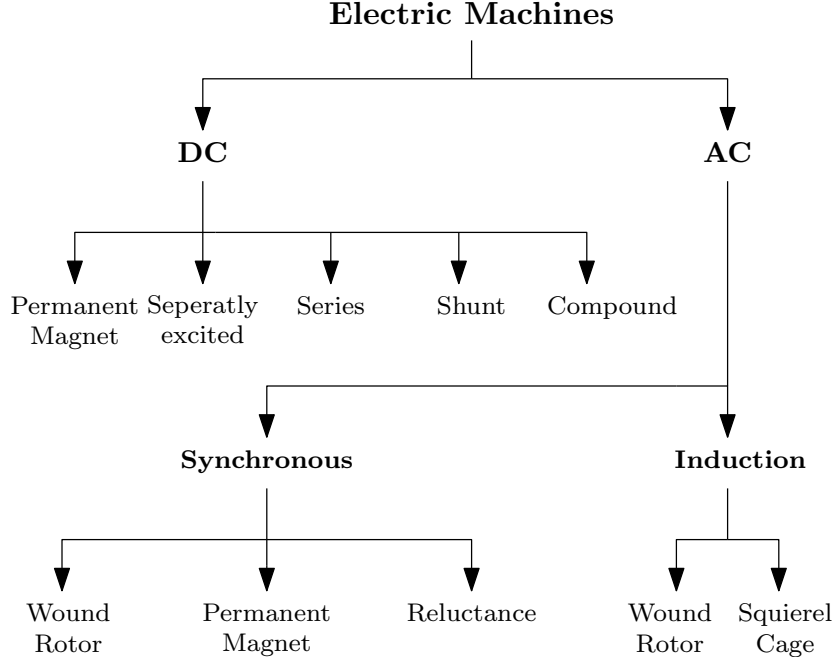 Electric Machines
DC
AC
Permanent
Magnet
Seperatly
excited
Series
Shunt
Compound
Synchronous
Induction
Wound
Rotor
Permanent
Magnet
Reluctance
Wound
Rotor
Squierel
Cage